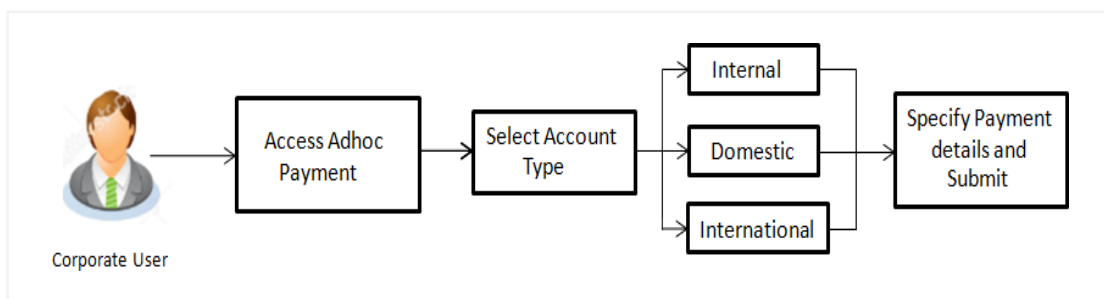 Corporate User
Access Adhoc
Payment
Select Account
Type
Internal
Domestic
International
Specify Payment
details and
Submit